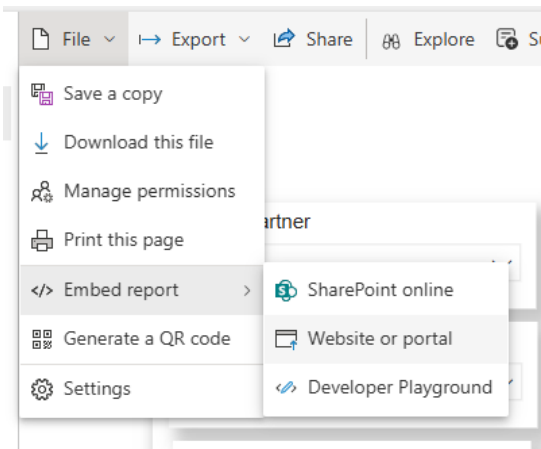 File Export Share Explore
Save a copy
Download this file
Manage permissions
artner
Print this page
Embed report
SharePoint online
Generate a QR code
Website or portal
Settings
Developer Playground